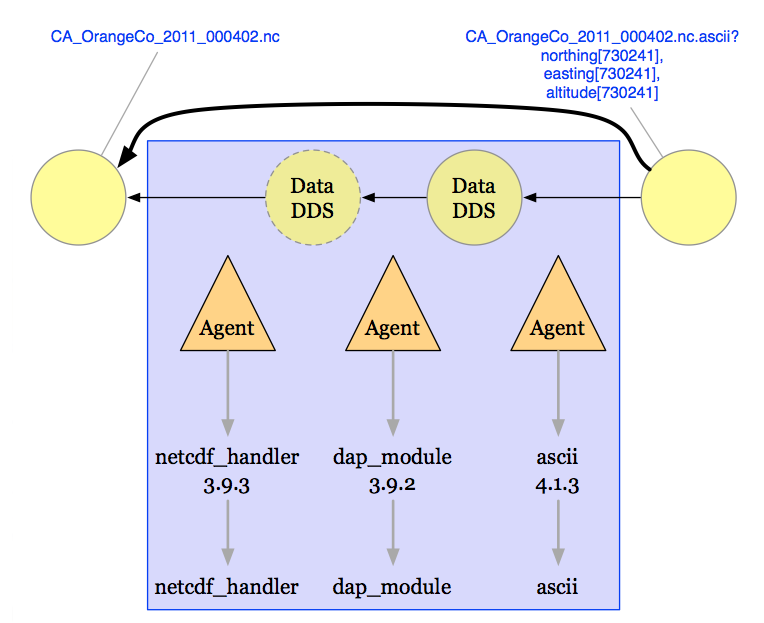 CA_OrangeCo_2011_000402.nc
CA_OrangeCo_2011_000402.nc.ascii?
northing[730241],
easting[730241],
altitude[730241]
Data
DDS
Data
DDS
Agent
Agent
Agent
netcdf_handler
3.9.3
dap_module
3.9.2
ascii
4.1.3
netcdf_handler
dap_module
ascii